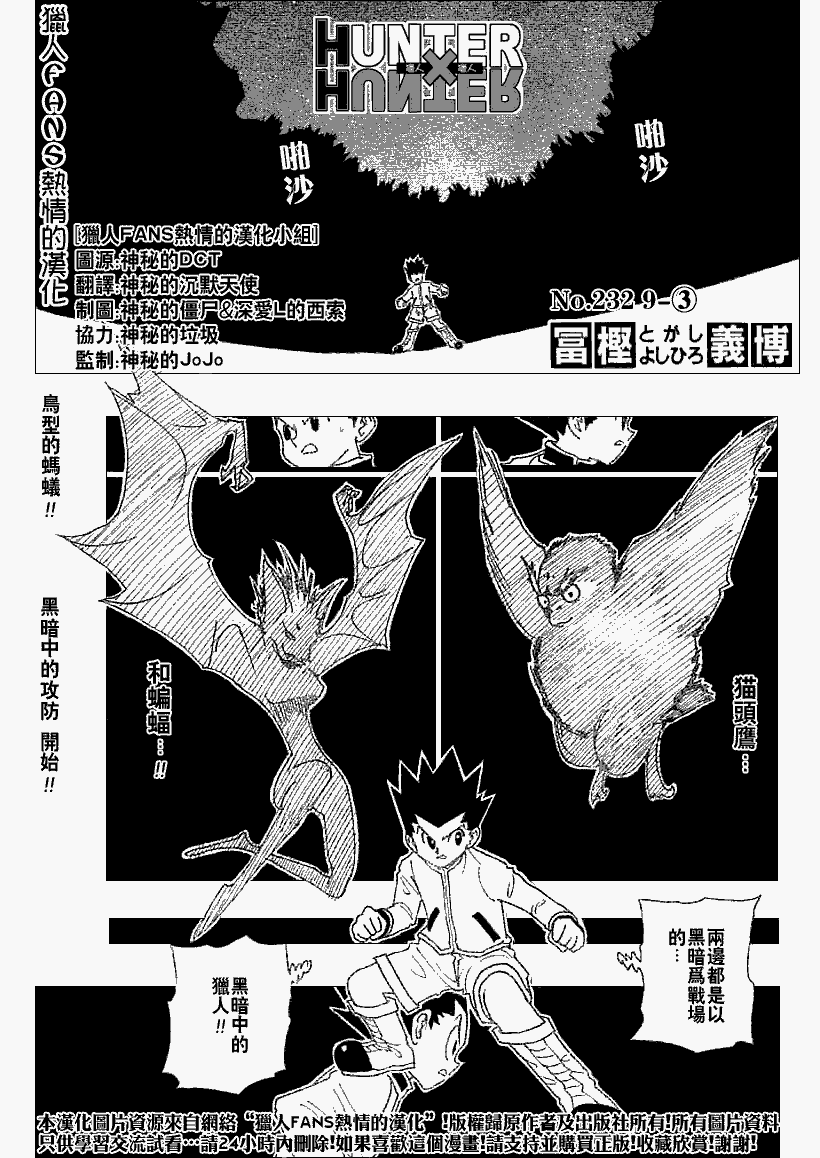 獵人FANS熱情的漢化
HUNTER
獵人×獵人
HUNTER
啪沙
啪沙
[獵人FANS熱情的漢化小組]
圖源:神秘的DCT
翻譯:神秘的沉默天使
制圖:神秘的僵尸&深愛L的西索
協力:神秘的垃圾
監制:神秘的JoJo
No.232 9-③
冨樫義博
とがし
よしひろ
鳥型的螞蟻!!
黑暗中的攻防 開始!!
貓頭鷹…
和蝙蝠…!!
兩邊都是以
黑暗爲戰場
的…
黑暗中的
獵人!!
本漢化圖片資源來自網絡“獵人FANS熱情的漢化”!版權歸原作者及出版社所有!所有圖片資料
只供學習交流試看…請24小時內刪除!如果喜歡這個漫畫!請支持並購買正版!收藏欣賞!謝謝!